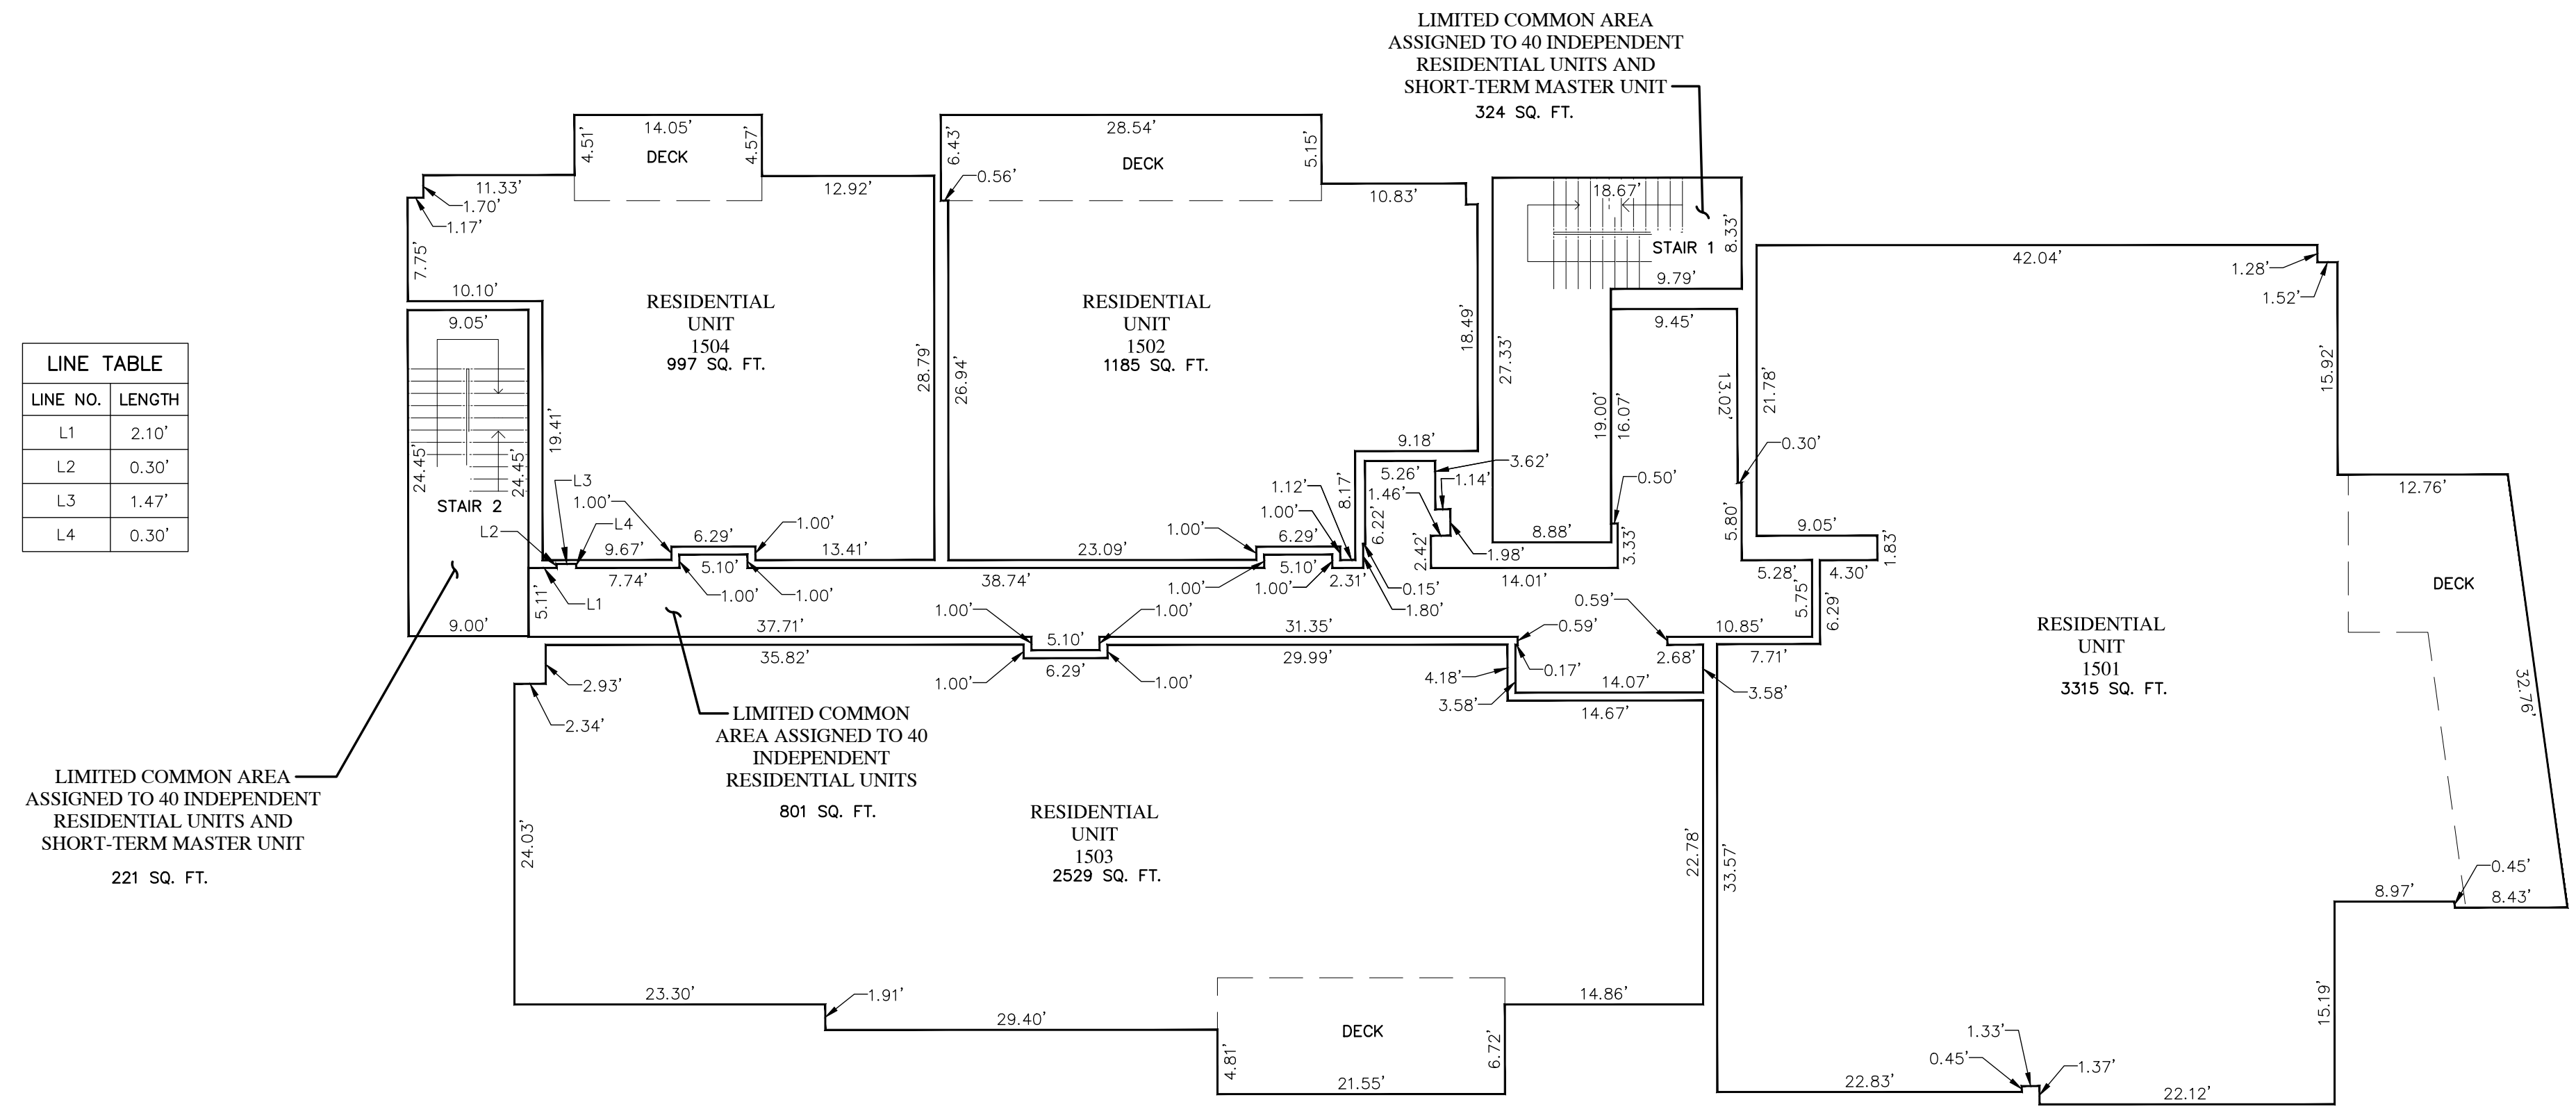 LIMITED COMMON AREA
ASSIGNED TO 40 INDEPENDENT
RESIDENTIAL UNITS AND
SHORT-TERM MASTER UNIT
324 SQ. FT.
4.51'
14.05'
DECK
4.57'
6.43'
28.54'
DECK
5.15'
11.33'
1.70'
1.17'
12.92'
0.56'
10.83'
18.67'
STAIR 1
8.33'
9.79'
7.75'
10.10'
9.05'
RESIDENTIAL
UNIT
1504
997 SQ. FT.
28.79'
26.94'
RESIDENTIAL
UNIT
1502
1185 SQ. FT.
18.49'
27.33'
9.45'
19.00'
16.07'
13.02'
21.78'
42.04'
1.28'
1.52'
15.92'
LINE TABLE
LINE NO. LENGTH
L1 2.10'
L2 0.30'
L3 1.47'
L4 0.30'
24.45'
24.45'
19.41'
STAIR 2
L3
L2
L4
L1
1.00'
6.29'
1.00'
9.67'
13.41'
5.10'
7.74'
1.00'
1.00'
5.11'
9.00'
23.09'
38.74'
9.18'
5.26'
3.62'
1.14'
1.46'
1.12'
1.00'
8.17'
6.22'
1.00'
6.29'
5.10'
1.00'
1.00'
2.31'
0.15'
1.80'
2.42'
1.98'
8.88'
0.50'
3.33'
14.01'
0.30'
5.80'
9.05'
1.83'
5.28'
4.30'
5.75'
6.29'
12.76'
DECK
32.76'
37.71'
1.00'
5.10'
1.00'
31.35'
0.59'
0.59'
10.85'
35.82'
1.00'
6.29'
1.00'
29.99'
0.17'
2.68'
7.71'
2.93'
2.34'
4.18'
3.58'
14.07'
3.58'
14.67'
RESIDENTIAL
UNIT
1501
3315 SQ. FT.
LIMITED COMMON
AREA ASSIGNED TO 40
INDEPENDENT
RESIDENTIAL UNITS
801 SQ. FT.
LIMITED COMMON AREA
ASSIGNED TO 40 INDEPENDENT
RESIDENTIAL UNITS AND
SHORT-TERM MASTER UNIT
221 SQ. FT.
24.03'
RESIDENTIAL
UNIT
1503
2529 SQ. FT.
22.78'
33.57'
0.45'
8.97'
8.43'
23.30'
1.91'
29.40'
14.86'
DECK
4.81'
6.72'
21.55'
15.19'
1.33'
0.45'
1.37'
22.83'
22.12'